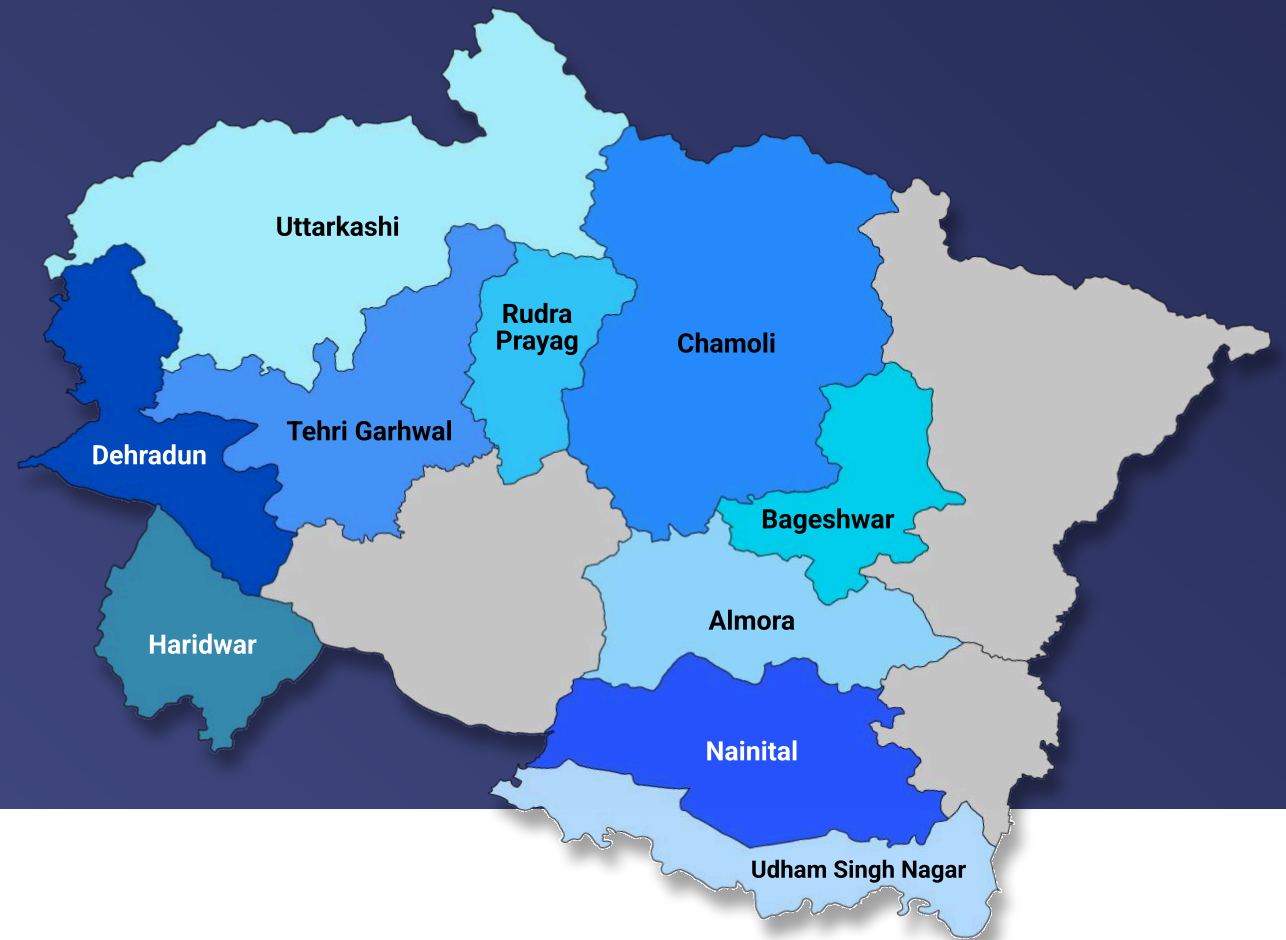 Uttarkashi
Rudra
Prayag
Chamoli
Tehri Garhwal
Dehradun
Bageshwar
Almora
Haridwar
Nainital
Udham Singh Nagar